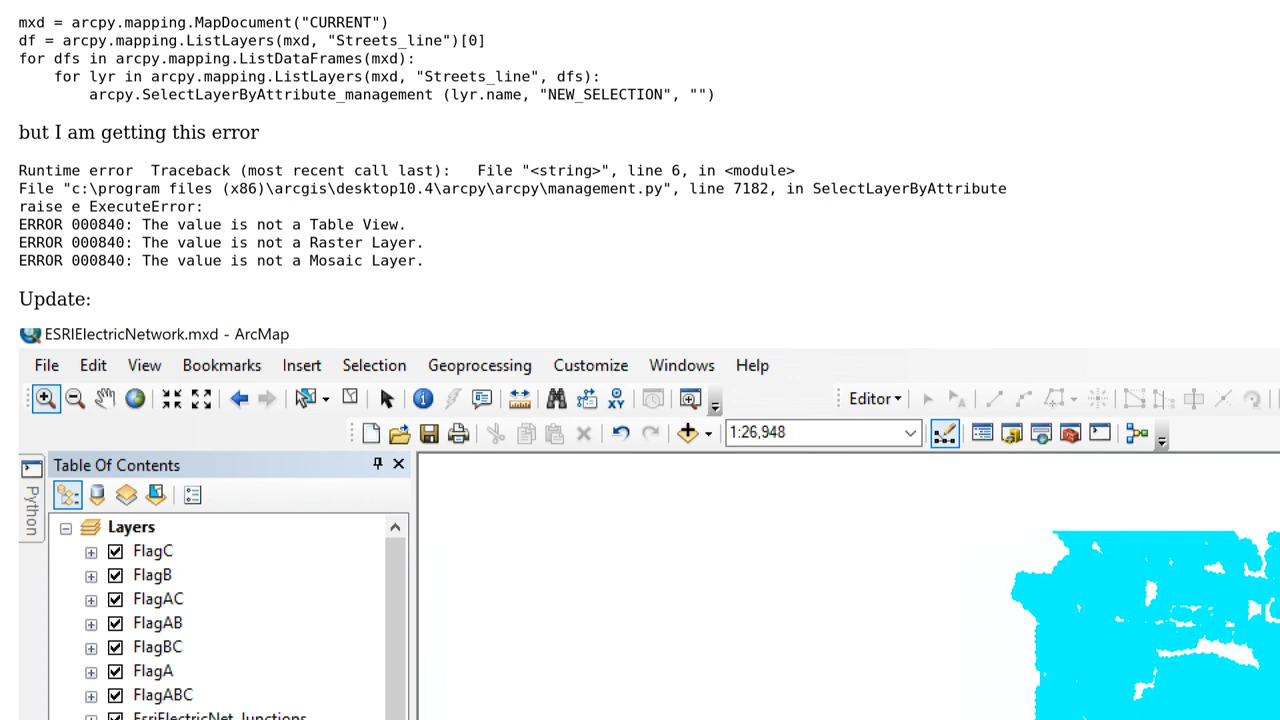 mxd = arcpy.mapping.MapDocument("CURRENT")
df = arcpy.mapping.ListLayers(mxd, "Streets_line")[0]
for dfs in arcpy.mapping.ListDataFrames(mxd):
    for lyr in arcpy.mapping.ListLayers(mxd, "Streets_line", dfs):
        arcpy.SelectLayerByAttribute_management (lyr.name, "NEW_SELECTION", "")
but I am getting this error
Runtime error  Traceback (most recent call last):   File "<string>", line 6, in <module>
File "c:\program files (x86)\arcgis\desktop10.4\arcpy\arcpy\management.py", line 7182, in SelectLayerByAttribute
raise e ExecuteError:
ERROR 000840: The value is not a Table View.
ERROR 000840: The value is not a Raster Layer.
ERROR 000840: The value is not a Mosaic Layer.
Update:
ESRIElectricNetwork.mxd - ArcMap
File Edit View Bookmarks Insert Selection Geoprocessing Customize Windows Help
XY Editor
1:26,948
Table Of Contents
Python
Layers
FlagC
FlagB
FlagAC
FlagAB
FlagBC
FlagA
FlagABC
EsriElectricNet_Junctions